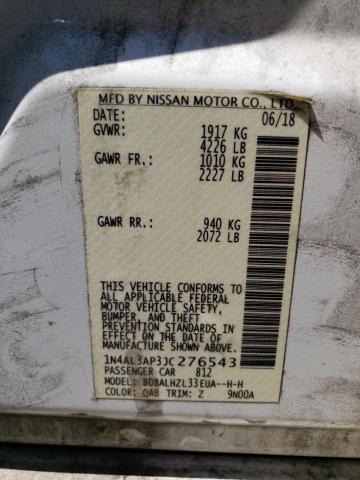 MFD BY NISSAN MOTOR CO., LTD.
DATE: 06/18
GVWR: 1917 KG
4226 LB
GAWR FR.: 1010 KG
2227 LB
GAWR RR.: 940 KG
2072 LB
THIS VEHICLE CONFORMS TO
ALL APPLICABLE FEDERAL
MOTOR VEHICLE SAFETY,
BUMPER, AND THEFT
PREVENTION STANDARDS IN
EFFECT ON THE DATE OF
MANUFACTURE SHOWN ABOVE.
1N4AL3AP3JC276543
PASSENGER CAR 812
MODEL: BDBALHZL33EUA--H-H
COLOR: QAB TRIM: Z 9N00A